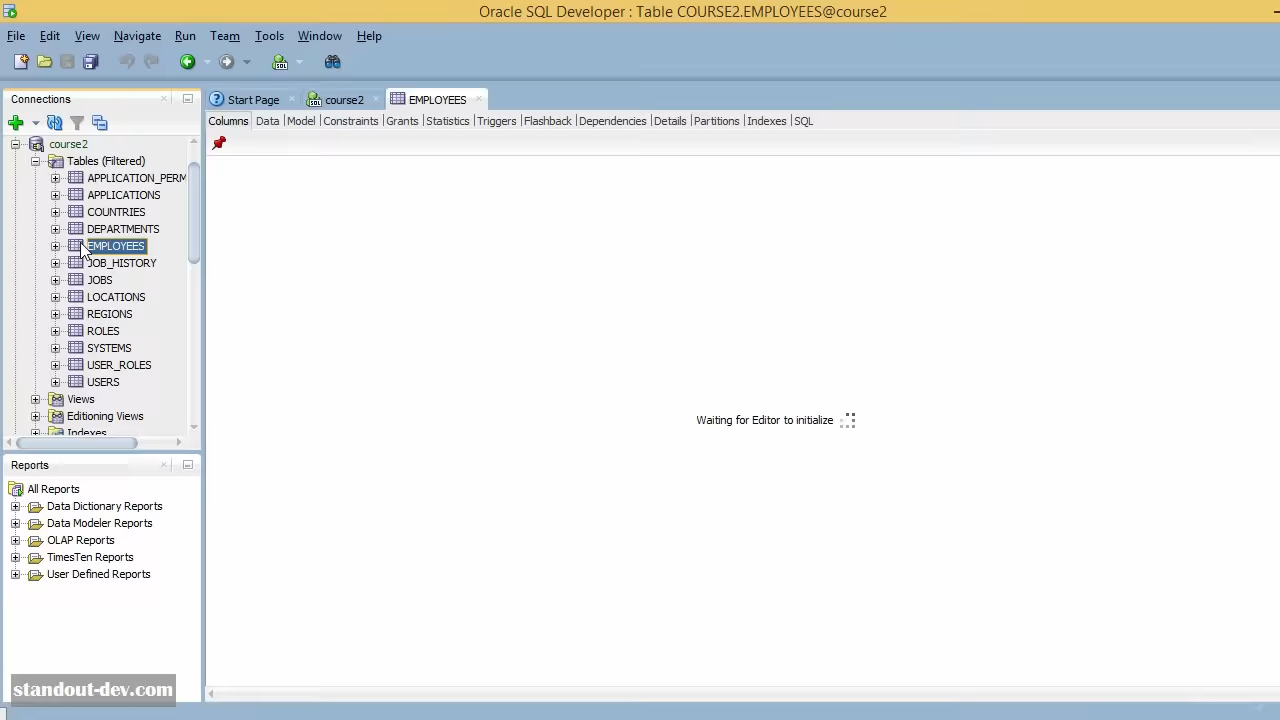 Oracle SQL Developer : Table COURSE2.EMPLOYEES@course2
File Edit View Navigate Run Team Tools Window Help
Connections
course2
Tables (Filtered)
APPLICATION_PERM
APPLICATIONS
COUNTRIES
DEPARTMENTS
EMPLOYEES
JOB_HISTORY
JOBS
LOCATIONS
REGIONS
ROLES
SYSTEMS
USER_ROLES
USERS
Views
Editioning Views
Indexes
Reports
All Reports
Data Dictionary Reports
Data Modeler Reports
OLAP Reports
TimesTen Reports
User Defined Reports
Start Page course2 EMPLOYEES
Columns Data Model Constraints Grants Statistics Triggers Flashback Dependencies Details Partitions Indexes SQL
Waiting for Editor to initialize
standout-dev.com